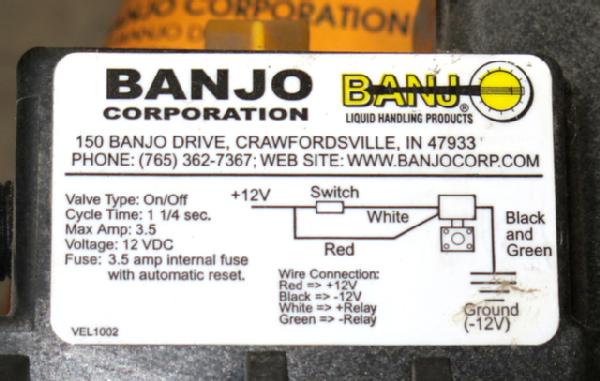 BANJO CORPORATION
BANJO
BANJO
CORPORATION
BANJO
®
LIQUID HANDLING PRODUCTS
150 BANJO DRIVE, CRAWFORDSVILLE, IN 47933
PHONE: (765) 362-7367; WEB SITE: WWW.BANJOCORP.COM
Valve Type: On/Off
Cycle Time: 1 1/4 sec.
Max Amp: 3.5
Voltage: 12 VDC
Fuse: 3.5 amp internal fuse
with automatic reset.
VEL1002
+12V
Switch
White
Red
Black
and
Green
Ground
(-12V)
Wire Connection:
Red => +12V
Black => -12V
White => +Relay
Green => -Relay